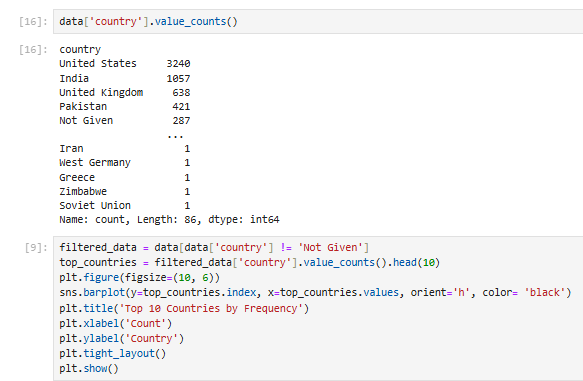 [16]: data['country'].value_counts()
[16]: country
United States 3240
India 1057
United Kingdom 638
Pakistan 421
Not Given 287
...
Iran 1
West Germany 1
Greece 1
Zimbabwe 1
Soviet Union 1
Name: count, Length: 86, dtype: int64
[9]: filtered_data = data[data['country'] != 'Not Given']
top_countries = filtered_data['country'].value_counts().head(10)
plt.figure(figsize=(10, 6))
sns.barplot(y=top_countries.index, x=top_countries.values, orient='h', color= 'black')
plt.title('Top 10 Countries by Frequency')
plt.xlabel('Count')
plt.ylabel('Country')
plt.tight_layout()
plt.show()